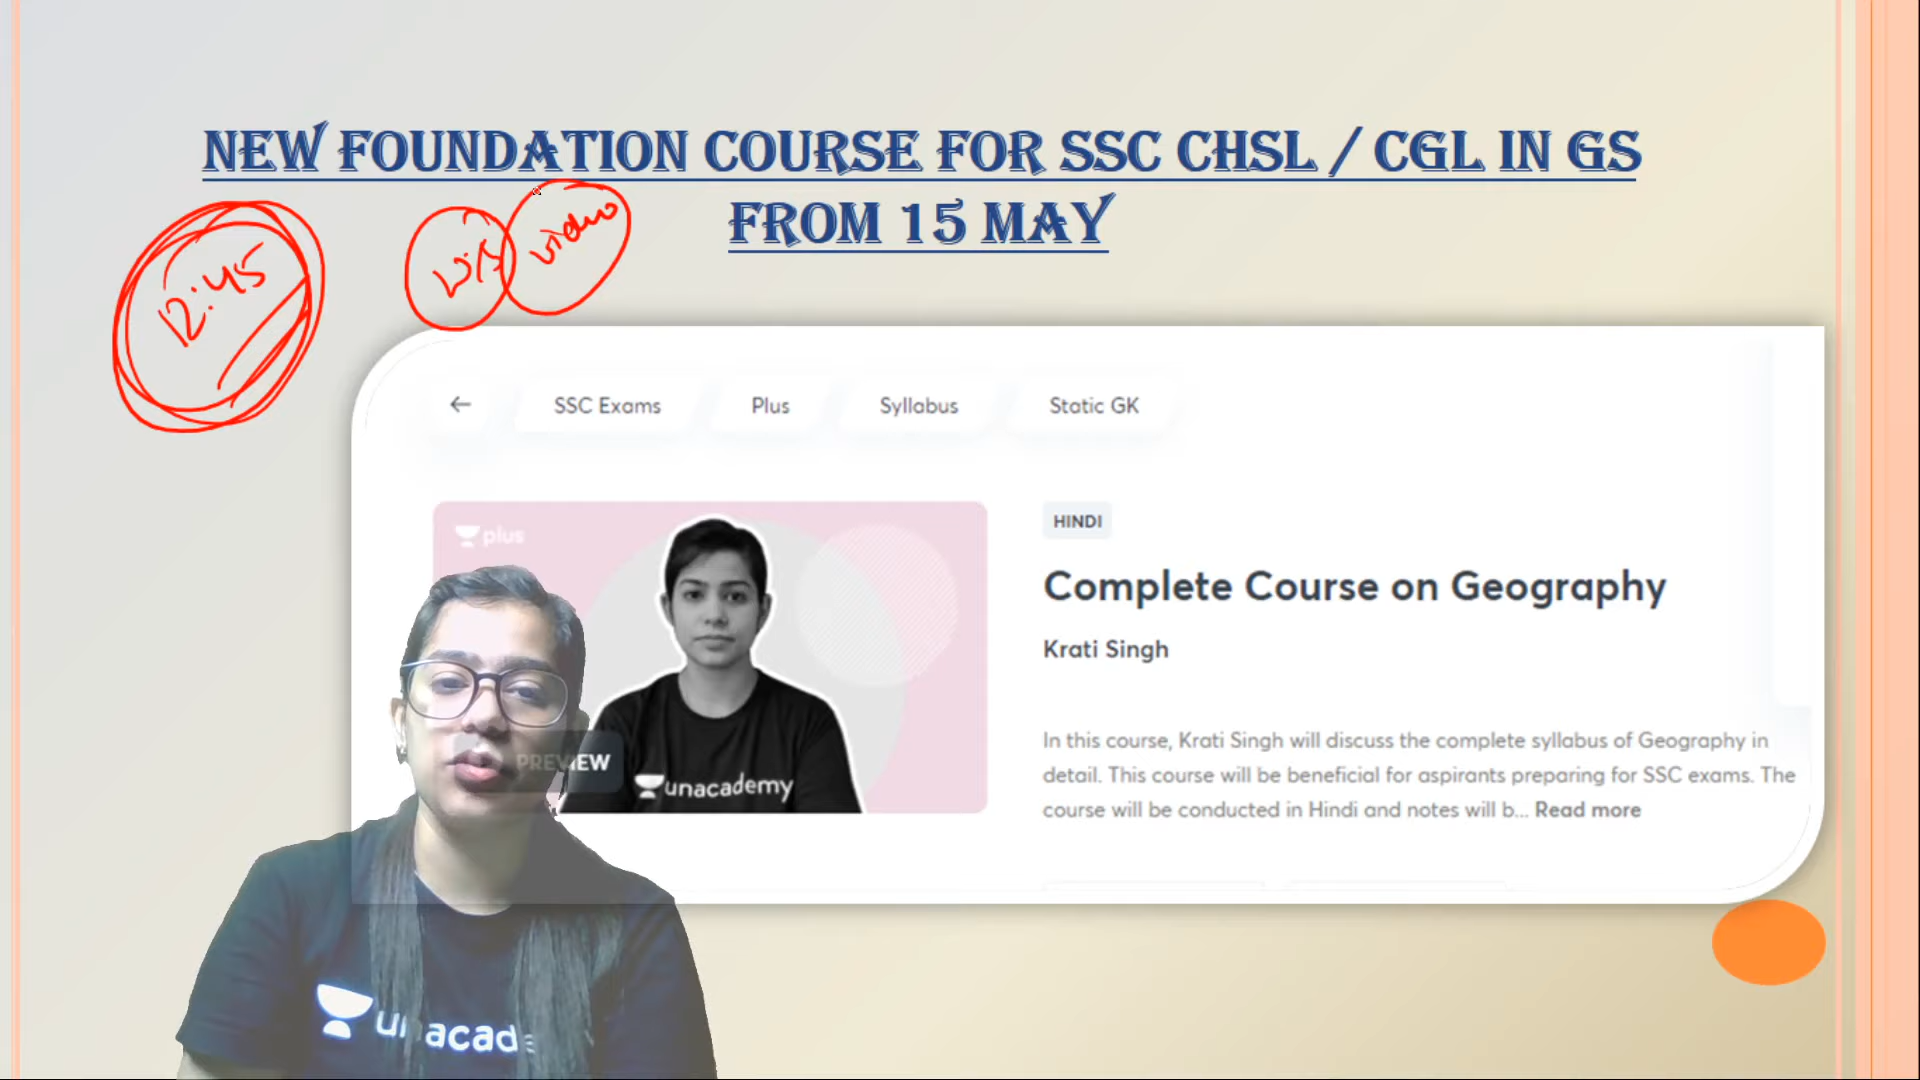 NEW FOUNDATION COURSE FOR SSC CHSL / CGL IN GS
FROM 15 MAY
12:45
video
SSC Exams Plus Syllabus Static GK
plus
HINDI
Complete Course on Geography
Krati Singh
PREVIEW
unacademy
In this course, Krati Singh will discuss the complete syllabus of Geography in
detail. This course will be beneficial for aspirants preparing for SSC exams. The
course will be conducted in Hindi and notes will b... Read more